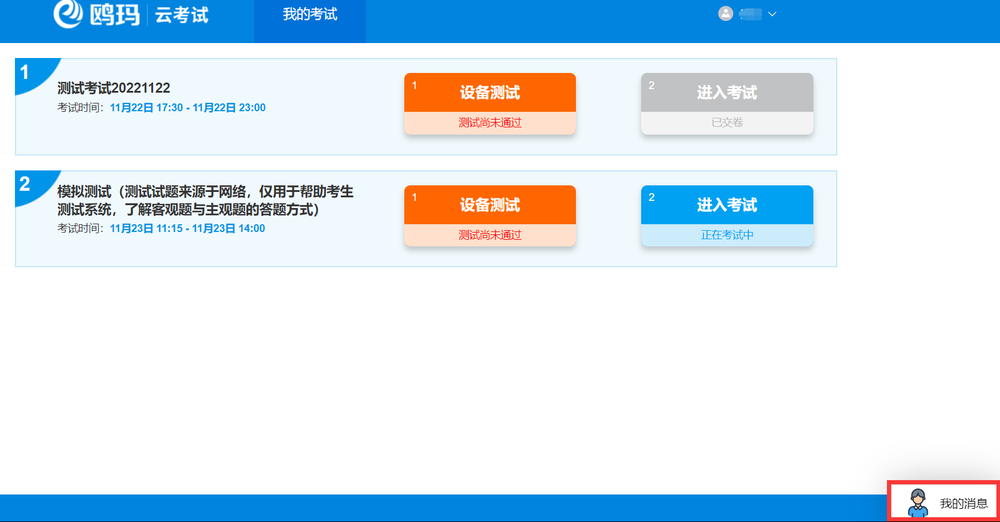 鸥玛 云考试
我的考试
1
测试考试20221122
考试时间：11月22日 17:30 - 11月22日 23:00
1
设备测试
测试尚未通过
2
进入考试
已交卷
2
模拟测试（测试试题来源于网络，仅用于帮助考生
测试系统，了解客观题与主观题的答题方式）
考试时间：11月23日 11:15 - 11月23日 14:00
1
设备测试
测试尚未通过
2
进入考试
正在考试中
我的消息